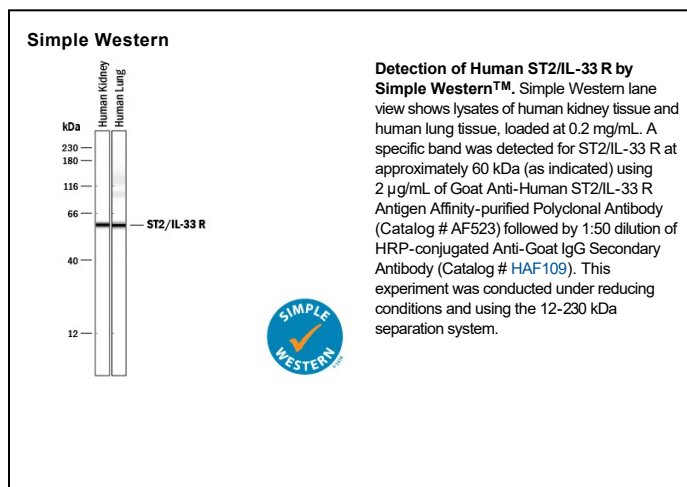 Simple Western
Human Kidney
Human Lung
kDa
230
180
116
66
40
12
ST2/IL-33 R
SIMPLE
WESTERN
Detection of Human ST2/IL-33 R by
Simple Western™. Simple Western lane
view shows lysates of human kidney tissue and
human lung tissue, loaded at 0.2 mg/mL. A
specific band was detected for ST2/IL-33 R at
approximately 60 kDa (as indicated) using
2 µg/mL of Goat Anti-Human ST2/IL-33 R
Antigen Affinity-purified Polyclonal Antibody
(Catalog # AF523) followed by 1:50 dilution of
HRP-conjugated Anti-Goat IgG Secondary
Antibody (Catalog # HAF109). This
experiment was conducted under reducing
conditions and using the 12-230 kDa
separation system.